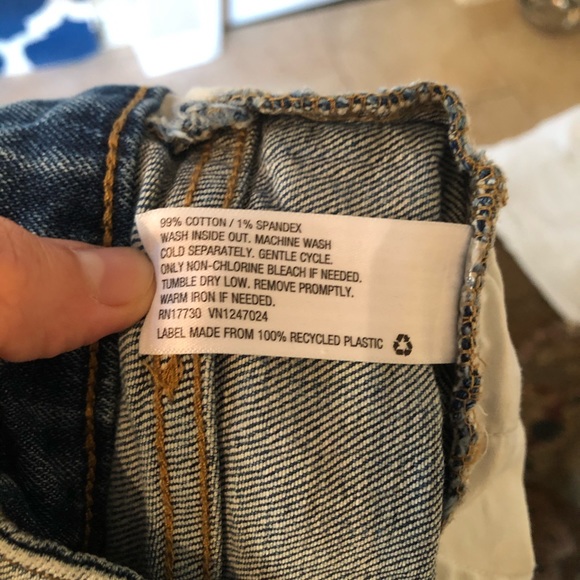 99% COTTON / 1% SPANDEX
WASH INSIDE OUT. MACHINE WASH
COLD SEPARATELY. GENTLE CYCLE.
ONLY NON-CHLORINE BLEACH IF NEEDED.
TUMBLE DRY LOW. REMOVE PROMPTLY.
WARM IRON IF NEEDED.
RN17730 VN1247024
LABEL MADE FROM 100% RECYCLED PLASTIC